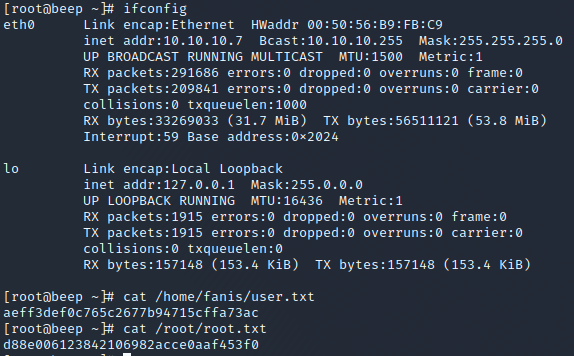 [root@beep ~]# ifconfig
eth0      Link encap:Ethernet  HWaddr 00:50:56:B9:FB:C9
          inet addr:10.10.10.7  Bcast:10.10.10.255  Mask:255.255.255.0
          UP BROADCAST RUNNING MULTICAST  MTU:1500  Metric:1
          RX packets:291686 errors:0 dropped:0 overruns:0 frame:0
          TX packets:209841 errors:0 dropped:0 overruns:0 carrier:0
          collisions:0 txqueuelen:1000
          RX bytes:33269033 (31.7 MiB)  TX bytes:56511121 (53.8 MiB)
          Interrupt:59 Base address:0×2024

lo        Link encap:Local Loopback
          inet addr:127.0.0.1  Mask:255.0.0.0
          UP LOOPBACK RUNNING  MTU:16436  Metric:1
          RX packets:1915 errors:0 dropped:0 overruns:0 frame:0
          TX packets:1915 errors:0 dropped:0 overruns:0 carrier:0
          collisions:0 txqueuelen:0
          RX bytes:157148 (153.4 KiB)  TX bytes:157148 (153.4 KiB)

[root@beep ~]# cat /home/fanis/user.txt
aeff3def0c765c2677b94715cffa73ac
[root@beep ~]# cat /root/root.txt
d88e006123842106982acce0aaf453f0